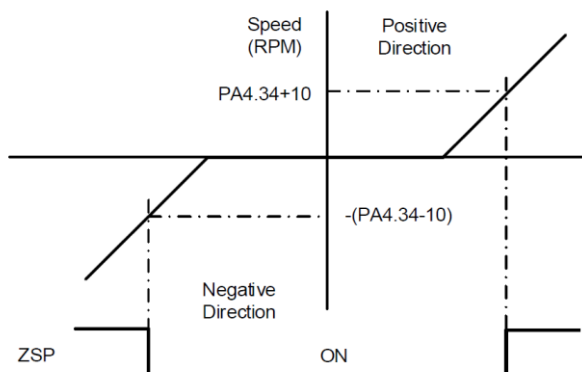 Speed
(RPM)
Positive
Direction
PA4.34+10
-(PA4.34-10)
Negative
Direction
ZSP
ON